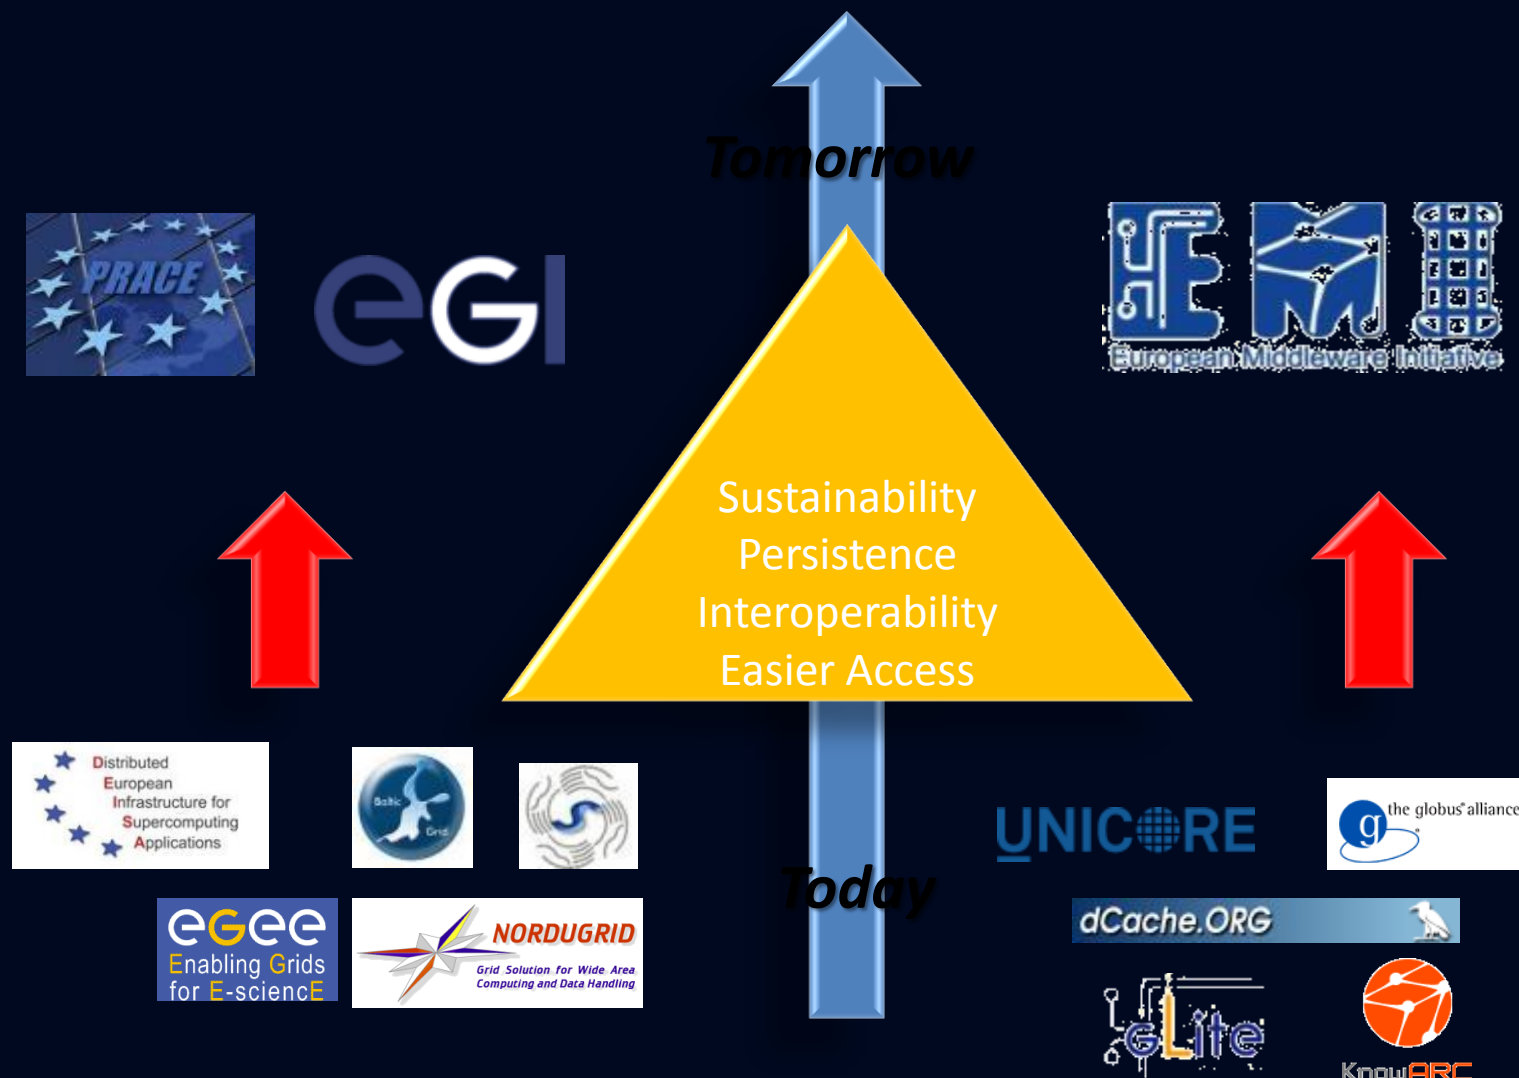 Tomorrow
PRACE
eGI
EMI
European Middleware Initiative
Sustainability
Persistence
Interoperability
Easier Access
Distributed
European
Infrastructure for
Supercomputing
Applications
Baltic
Grid
UNICORE
the globus® alliance
g
Today
egee
Enabling Grids
for E-sciencE
NORDUGRID
Grid Solution for Wide Area
Computing and Data Handling
dCache.ORG
gLite
KnowARC